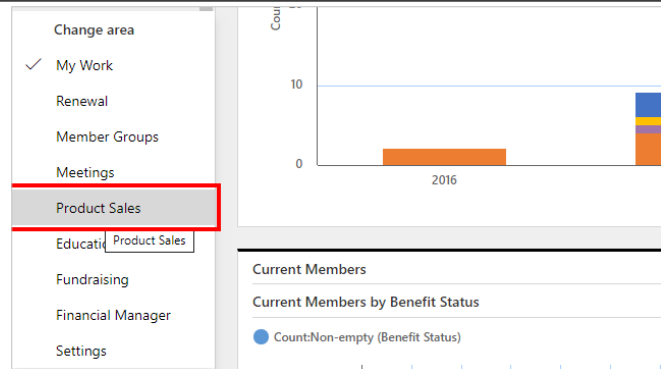 Change area
My Work
Renewal
Member Groups
Meetings
Product Sales
Product Sales
Fundraising
Financial Manager
Settings
10
0
2016
Current Members
Current Members by Benefit Status
Count:Non-empty (Benefit Status)